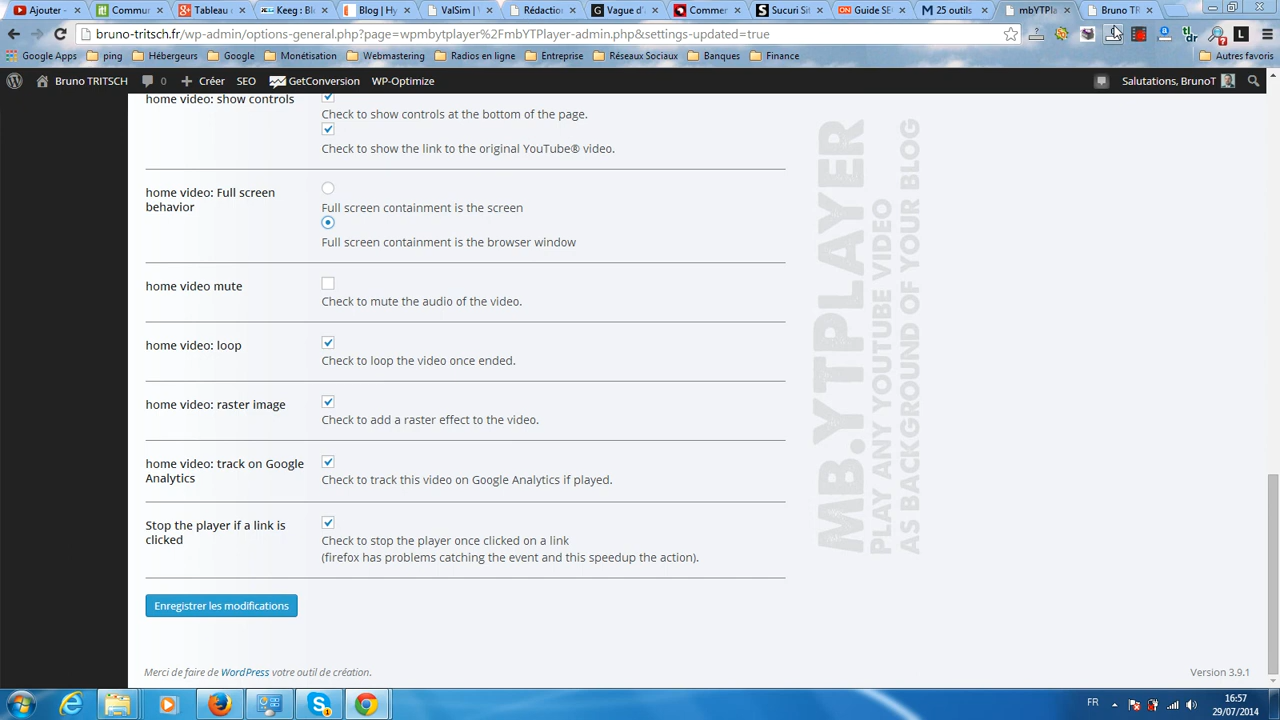 Ajouter -
Commun
Tableau
Keeg : B
Blog | Hy
ValSim |
Rédactio
Vague d'
Commer
Sucuri Sit
Guide SE
25 outils
mbYTPla
Bruno TR
bruno-tritsch.fr/wp-admin/options-general.php?page=wpmbytplayer%2FmbYTPlayer-admin.php&settings-updated=true
Google Apps ping Hébergeurs Google Monétisation Webmastering Radios en ligne Entreprise Réseaux Sociaux Banques Finance Autres favoris
Bruno TRITSCH 0 Créer SEO GetConversion WP-Optimize Salutations, BrunoT
home video: show controls
Check to show controls at the bottom of the page.
Check to show the link to the original YouTube® video.
home video: Full screen
behavior
Full screen containment is the screen
Full screen containment is the browser window
home video mute
Check to mute the audio of the video.
home video: loop
Check to loop the video once ended.
home video: raster image
Check to add a raster effect to the video.
home video: track on Google
Analytics
Check to track this video on Google Analytics if played.
Stop the player if a link is
clicked
Check to stop the player once clicked on a link
(firefox has problems catching the event and this speedup the action).
Enregistrer les modifications
MB.YTPLAYER
PLAY ANY YOUTUBE VIDEO
AS BACKGROUND OF YOUR BLOG
Merci de faire de WordPress votre outil de création.
Version 3.9.1
FR
16:57
29/07/2014